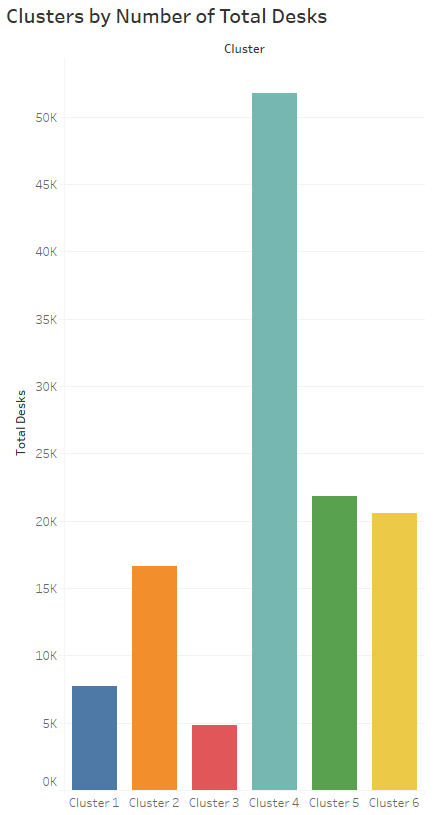 Clusters by Number of Total Desks
Cluster
50K
45K
40K
35K
30K
25K
20K
15K
10K
5K
0K
Total Desks
Cluster 1 Cluster 2 Cluster 3 Cluster 4 Cluster 5 Cluster 6